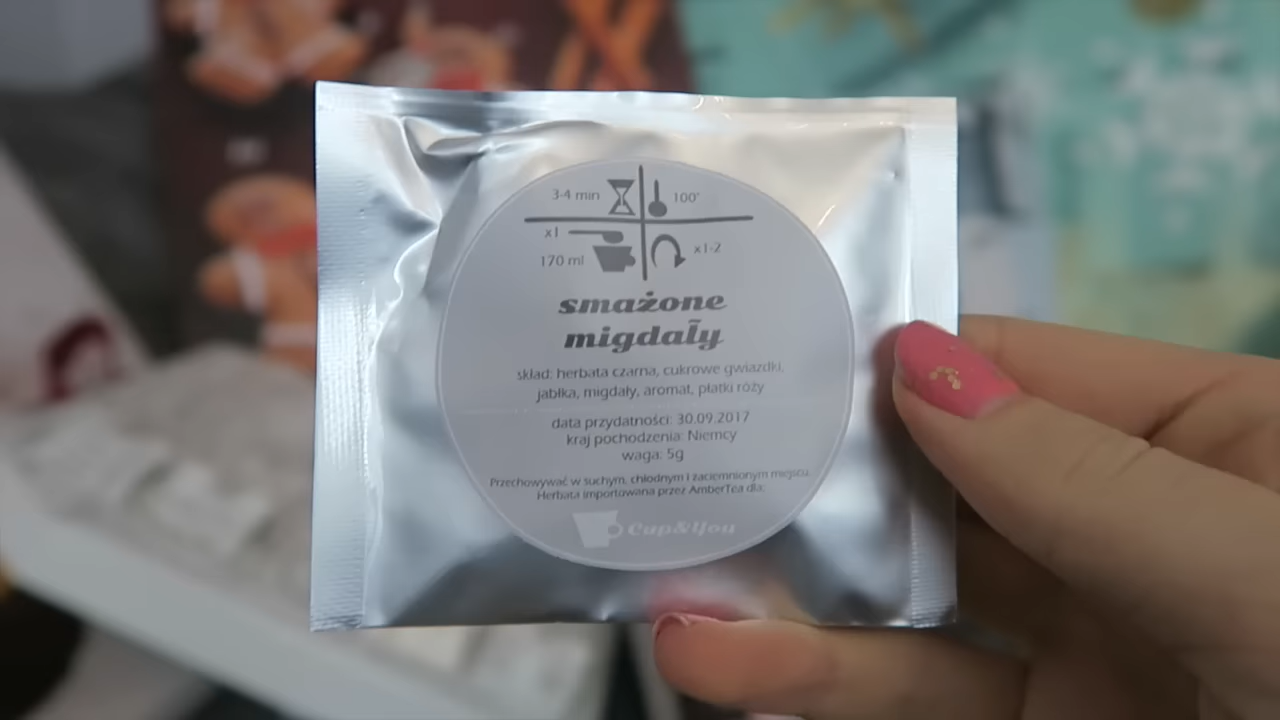 3-4 min 100°
x1
170 ml x1-2
smażone
migdały
skład: herbata czarna, cukrowe gwiazdki,
jabłka, migdały, aromat, płatki róży
data przydatności: 30.09.2017
kraj pochodzenia: Niemcy
waga: 5g
Przechowywać w suchym, chłodnym i zaciemnionym miejscu.
Herbata importowana przez AmberTea dla:
Cup&You